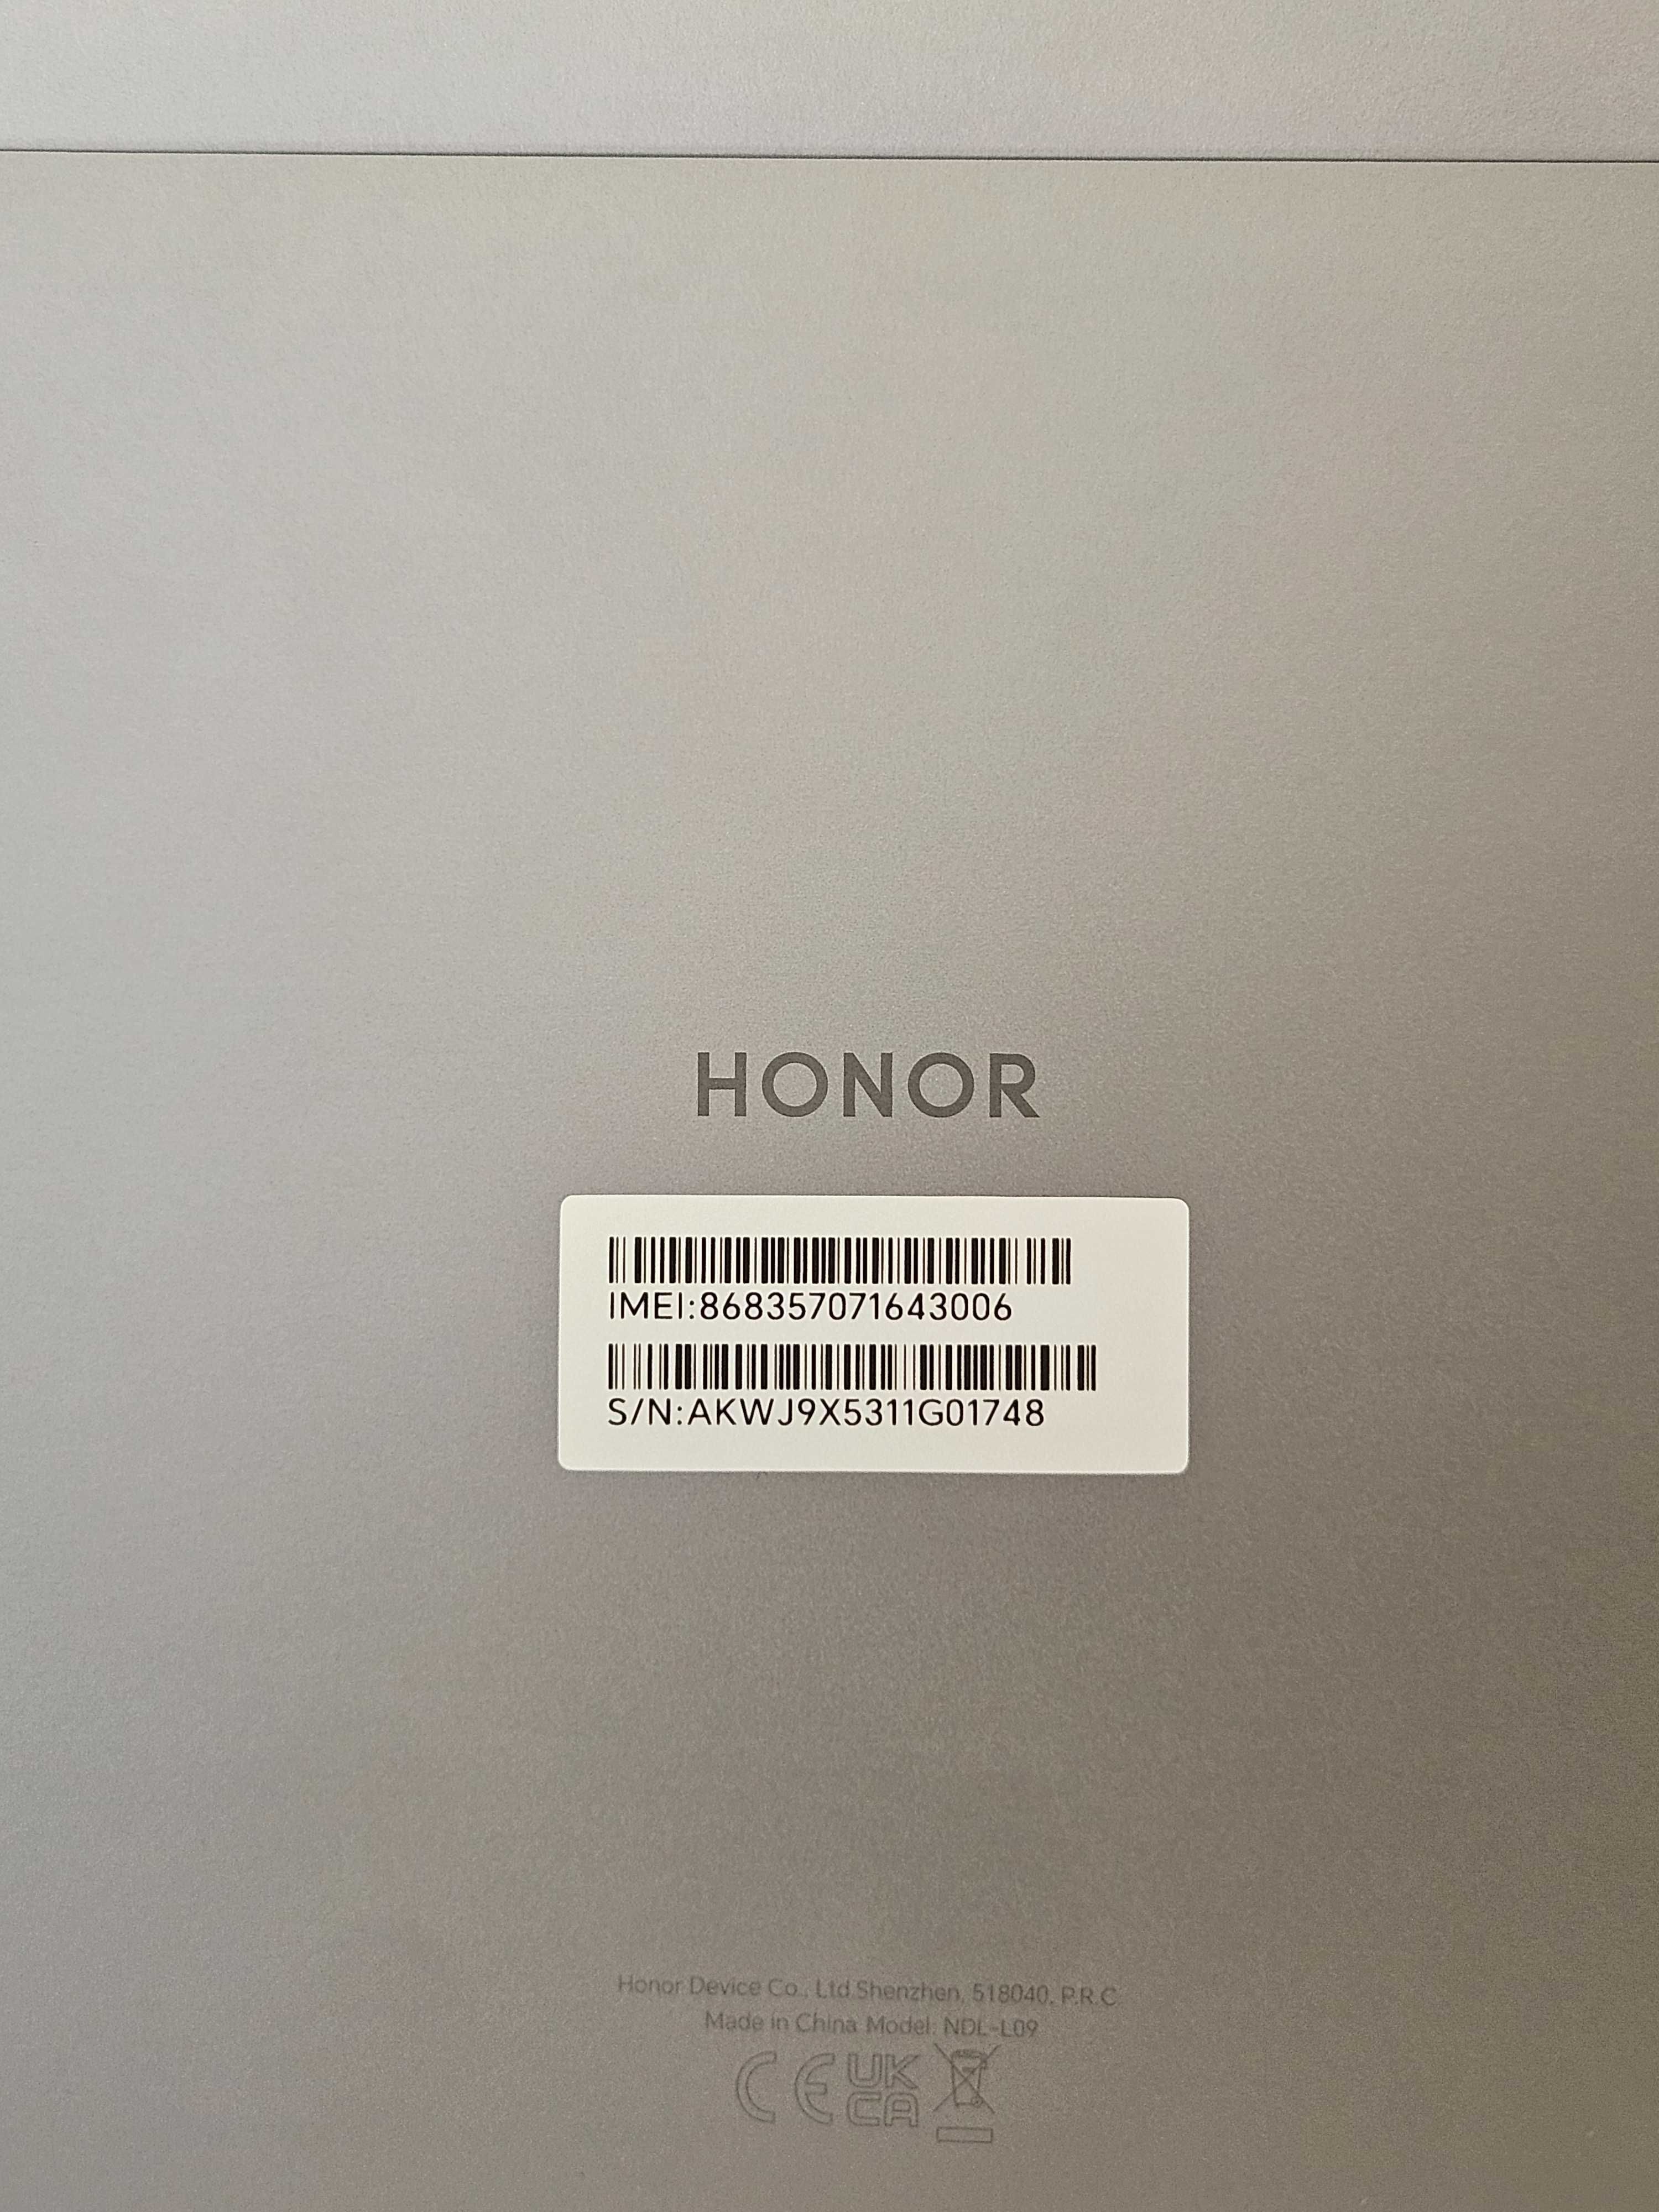 HONOR
IMEI:868357071643006
S/N:AKWJ9X5311G01748
Honor Device Co., Ltd.Shenzhen, 518040, P.R.C
Made in China Model: NDL-L09
CE UK
CA